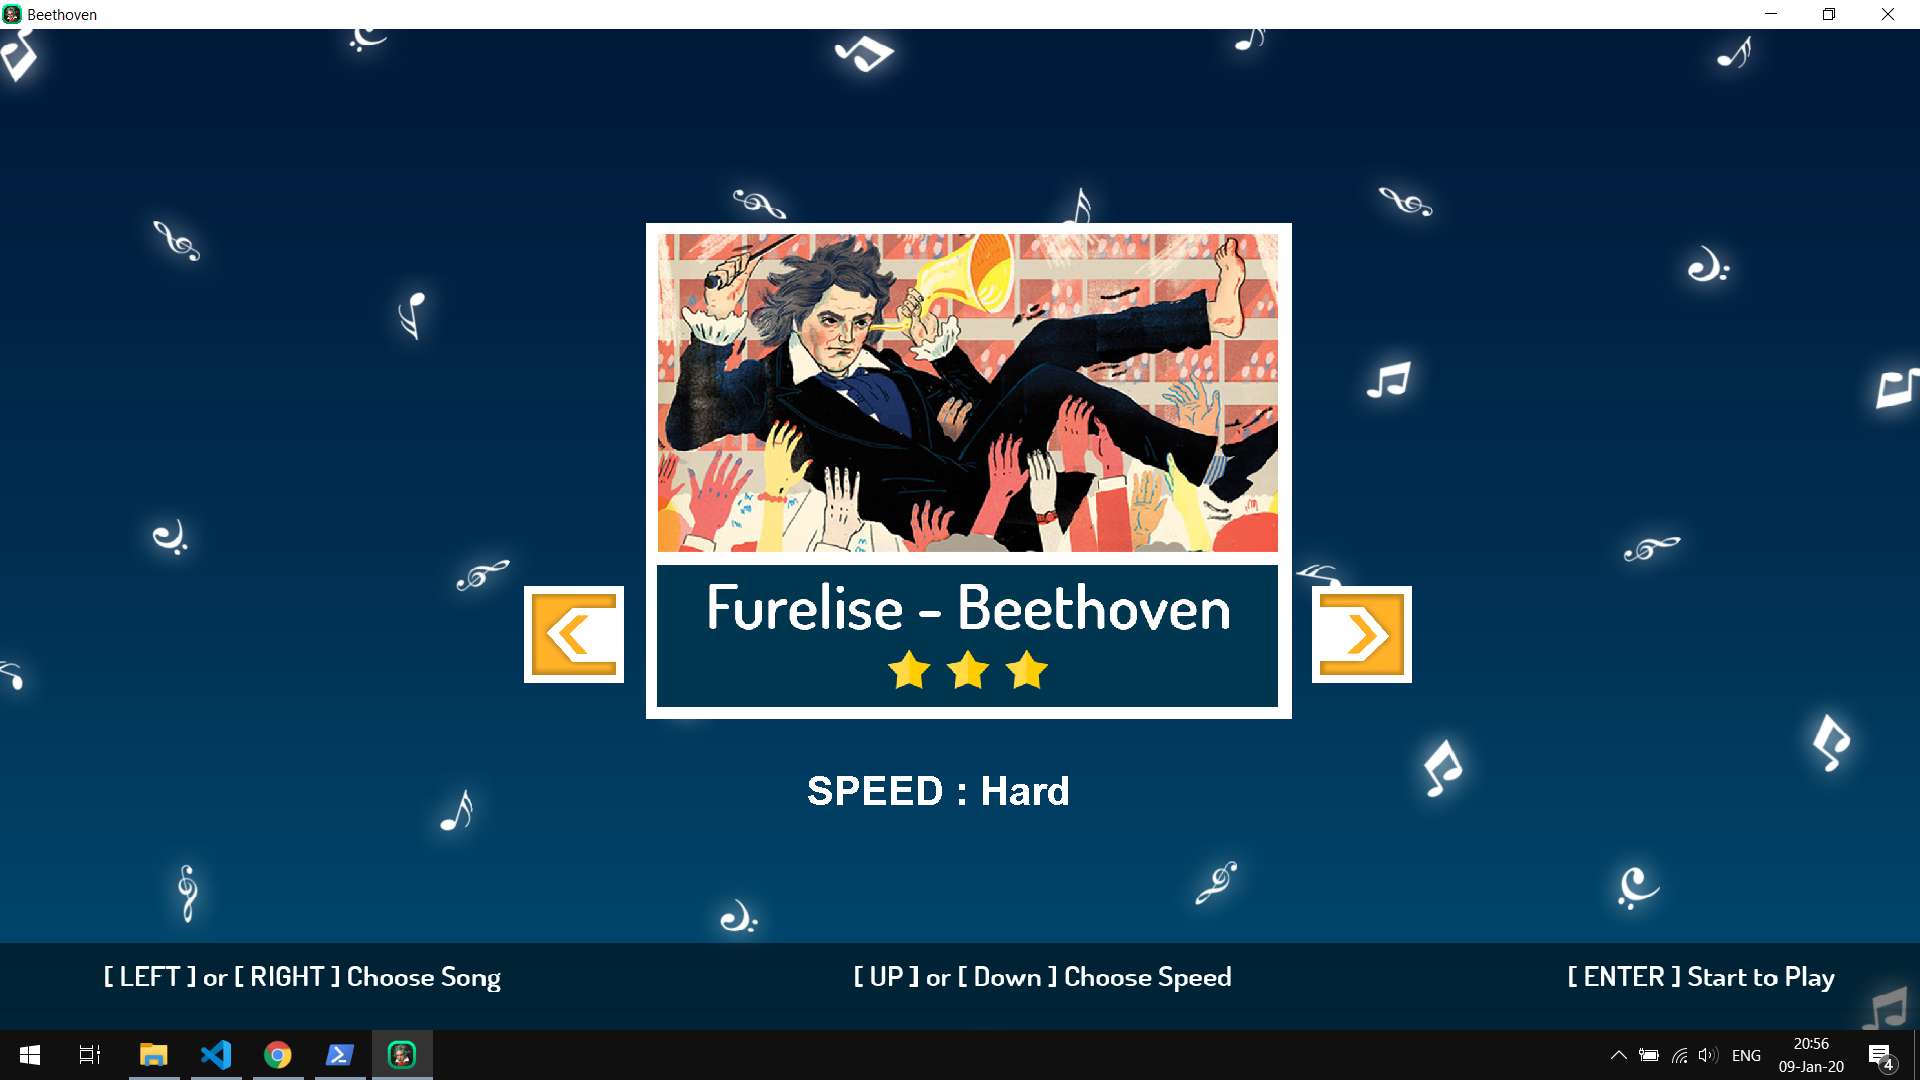 Beethoven
Furelise - Beethoven
SPEED : Hard
[ LEFT ] or [ RIGHT ] Choose Song
[ UP ] or [ Down ] Choose Speed
[ ENTER ] Start to Play
ENG
20:56
09-Jan-20
4